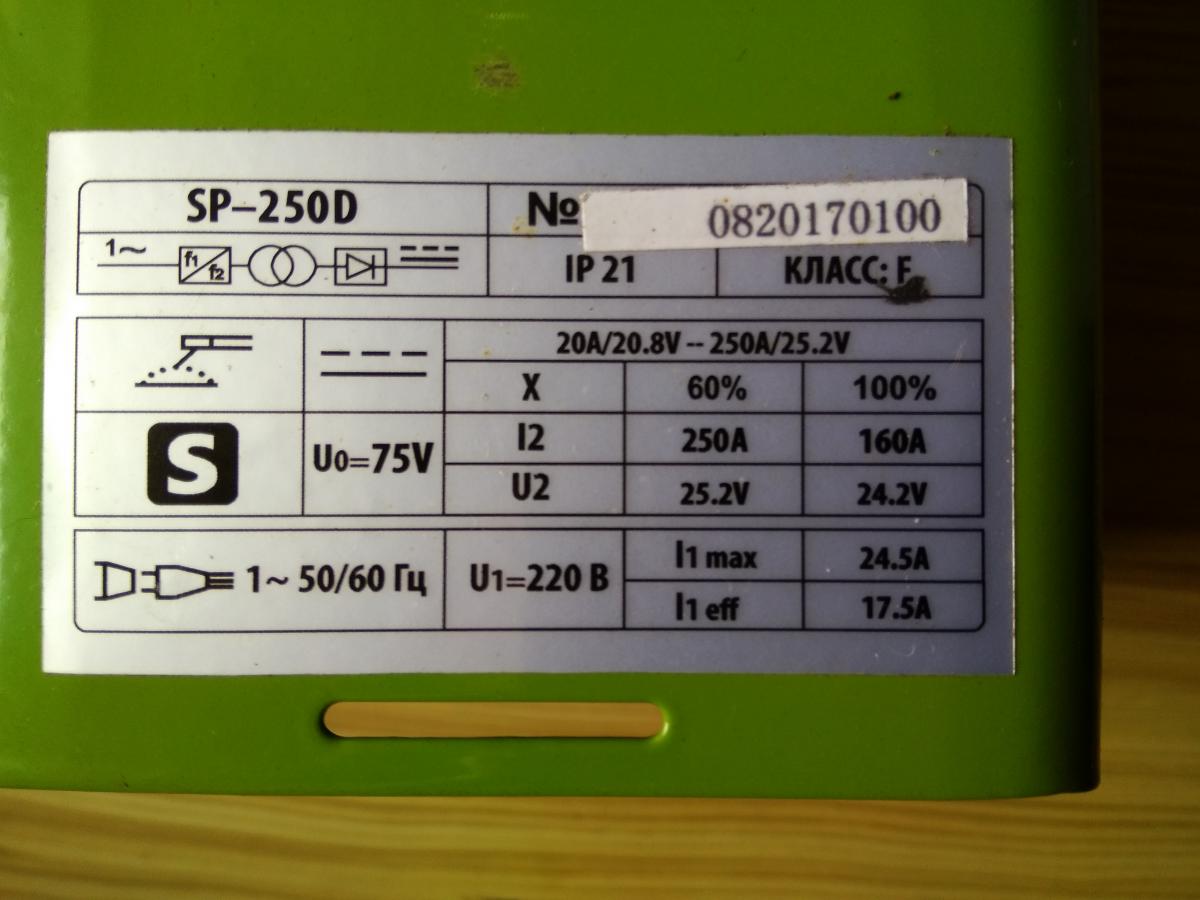 SP–250D № 0820170100
1~ f1 f2 IP 21 КЛАСС: F
20A/20.8V -- 250A/25.2V
X 60% 100%
I2 250A 160A
S U0=75V
U2 25.2V 24.2V
1~ 50/60 Гц U1=220 В
I1 max 24.5A
I1 eff 17.5A